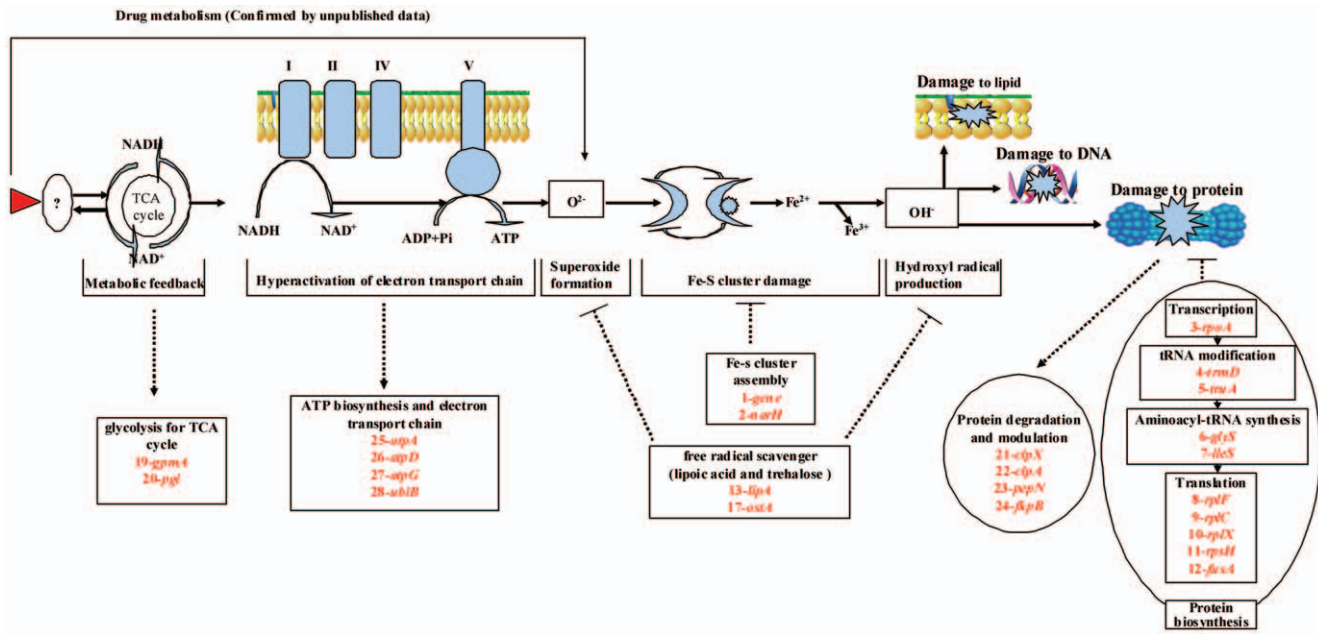 Drug metabolism (Confirmed by unpublished data)
I II IV V
Damage to lipid
Damage to DNA
Damage to protein
NADH
?
TCA
cycle
NAD⁺
NADH
NAD⁺
ADP+Pi
ATP
O²⁻
Fe²⁺
Fe³⁺
OH⁻
Metabolic feedback
Hyperactivation of electron transport chain
Superoxide
formation
Fe-S cluster damage
Hydroxyl radical
production
glycolysis for TCA
cycle
19-gpmA
20-pgi
ATP biosynthesis and electron
transport chain
25-atpA
26-atpD
27-atpG
28-ubiB
Fe-s cluster
assembly
2-narH
free radical scavenger
(lipoic acid and trehalose )
13-lipA
17-ostA
Protein degradation
and modulation
21-clpX
22-clpA
23-pepN
24-fkpB
Transcription
3-rpoA
tRNA modification
4-trmD
5-truA
Aminoacyl-tRNA synthesis
6-glyS
7-ileS
Translation
8-rplF
9-rplC
10-rplX
11-rpsH
12-fusA
Protein
biosynthesis